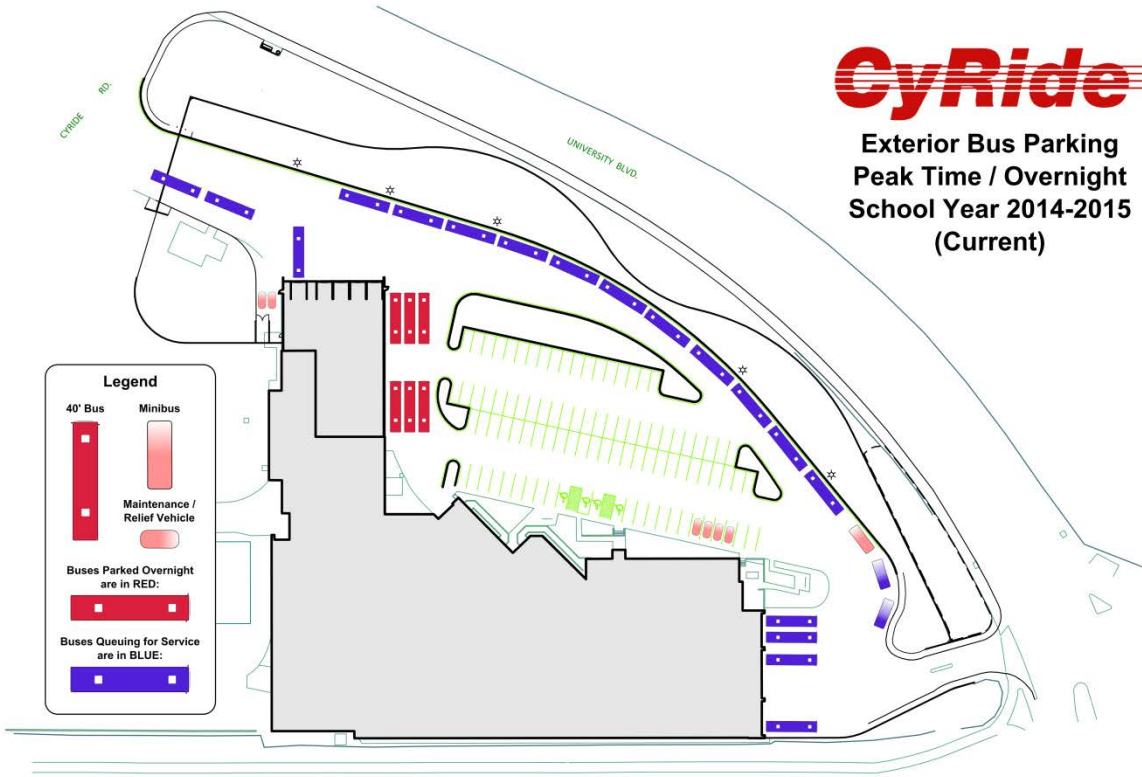 CyRide
Exterior Bus Parking
Peak Time / Overnight
School Year 2014-2015
(Current)
CYRIDE RD.
UNIVERSITY BLVD.
Legend
40' Bus
Minibus
Maintenance /
Relief Vehicle
Buses Parked Overnight
are in RED:
Buses Queuing for Service
are in BLUE: